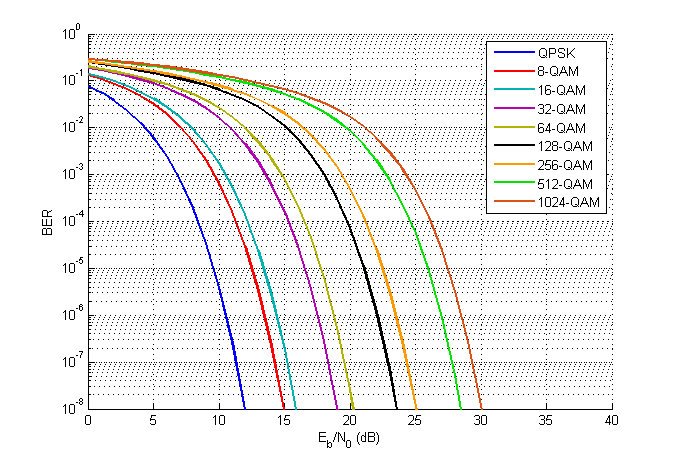 10^0
10^-1
10^-2
10^-3
10^-4
10^-5
10^-6
10^-7
10^-8
BER
QPSK
8-QAM
16-QAM
32-QAM
64-QAM
128-QAM
256-QAM
512-QAM
1024-QAM
0 5 10 15 20 25 30 35 40
E_b/N_0 (dB)